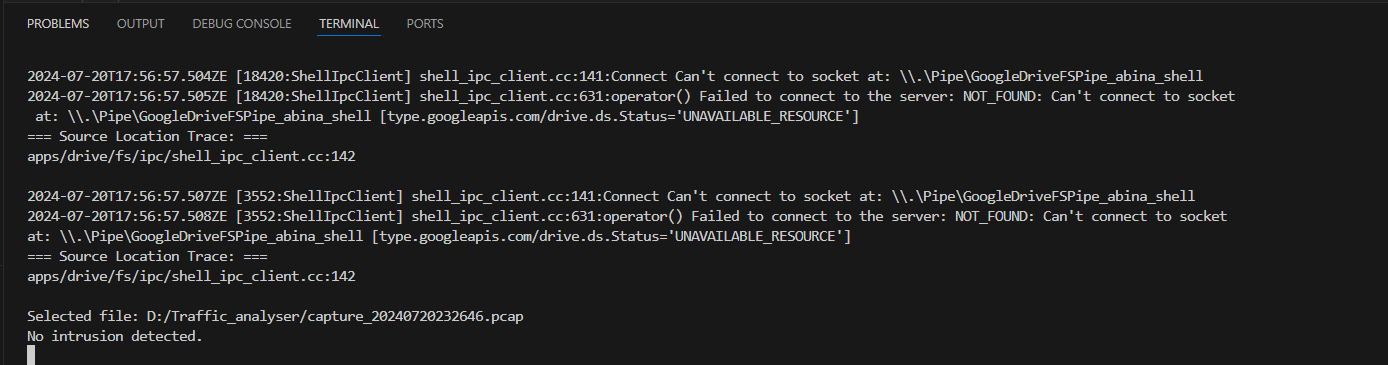 PROBLEMS OUTPUT DEBUG CONSOLE TERMINAL PORTS
2024-07-20T17:56:57.504ZE [18420:ShellIpcClient] shell_ipc_client.cc:141:Connect Can't connect to socket at: \\.\Pipe\GoogleDriveFSPipe_abina_shell
2024-07-20T17:56:57.505ZE [18420:ShellIpcClient] shell_ipc_client.cc:631:operator() Failed to connect to the server: NOT_FOUND: Can't connect to socket
at: \\.\Pipe\GoogleDriveFSPipe_abina_shell [type.googleapis.com/drive.ds.Status='UNAVAILABLE_RESOURCE']
=== Source Location Trace: ===
apps/drive/fs/ipc/shell_ipc_client.cc:142
2024-07-20T17:56:57.507ZE [3552:ShellIpcClient] shell_ipc_client.cc:141:Connect Can't connect to socket at: \\.\Pipe\GoogleDriveFSPipe_abina_shell
2024-07-20T17:56:57.508ZE [3552:ShellIpcClient] shell_ipc_client.cc:631:operator() Failed to connect to the server: NOT_FOUND: Can't connect to socket
at: \\.\Pipe\GoogleDriveFSPipe_abina_shell [type.googleapis.com/drive.ds.Status='UNAVAILABLE_RESOURCE']
=== Source Location Trace: ===
apps/drive/fs/ipc/shell_ipc_client.cc:142
Selected file: D:/Traffic_analyser/capture_20240720232646.pcap
No intrusion detected.